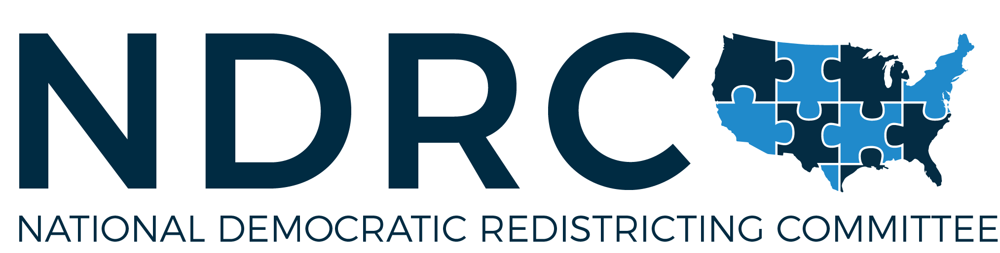 NDRC
NATIONAL DEMOCRATIC REDISTRICTING COMMITTEE